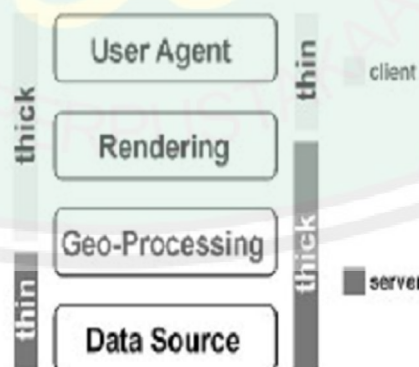 User Agent
Rendering
Geo-Processing
Data Source
thick
thin
thin
thick
client
server